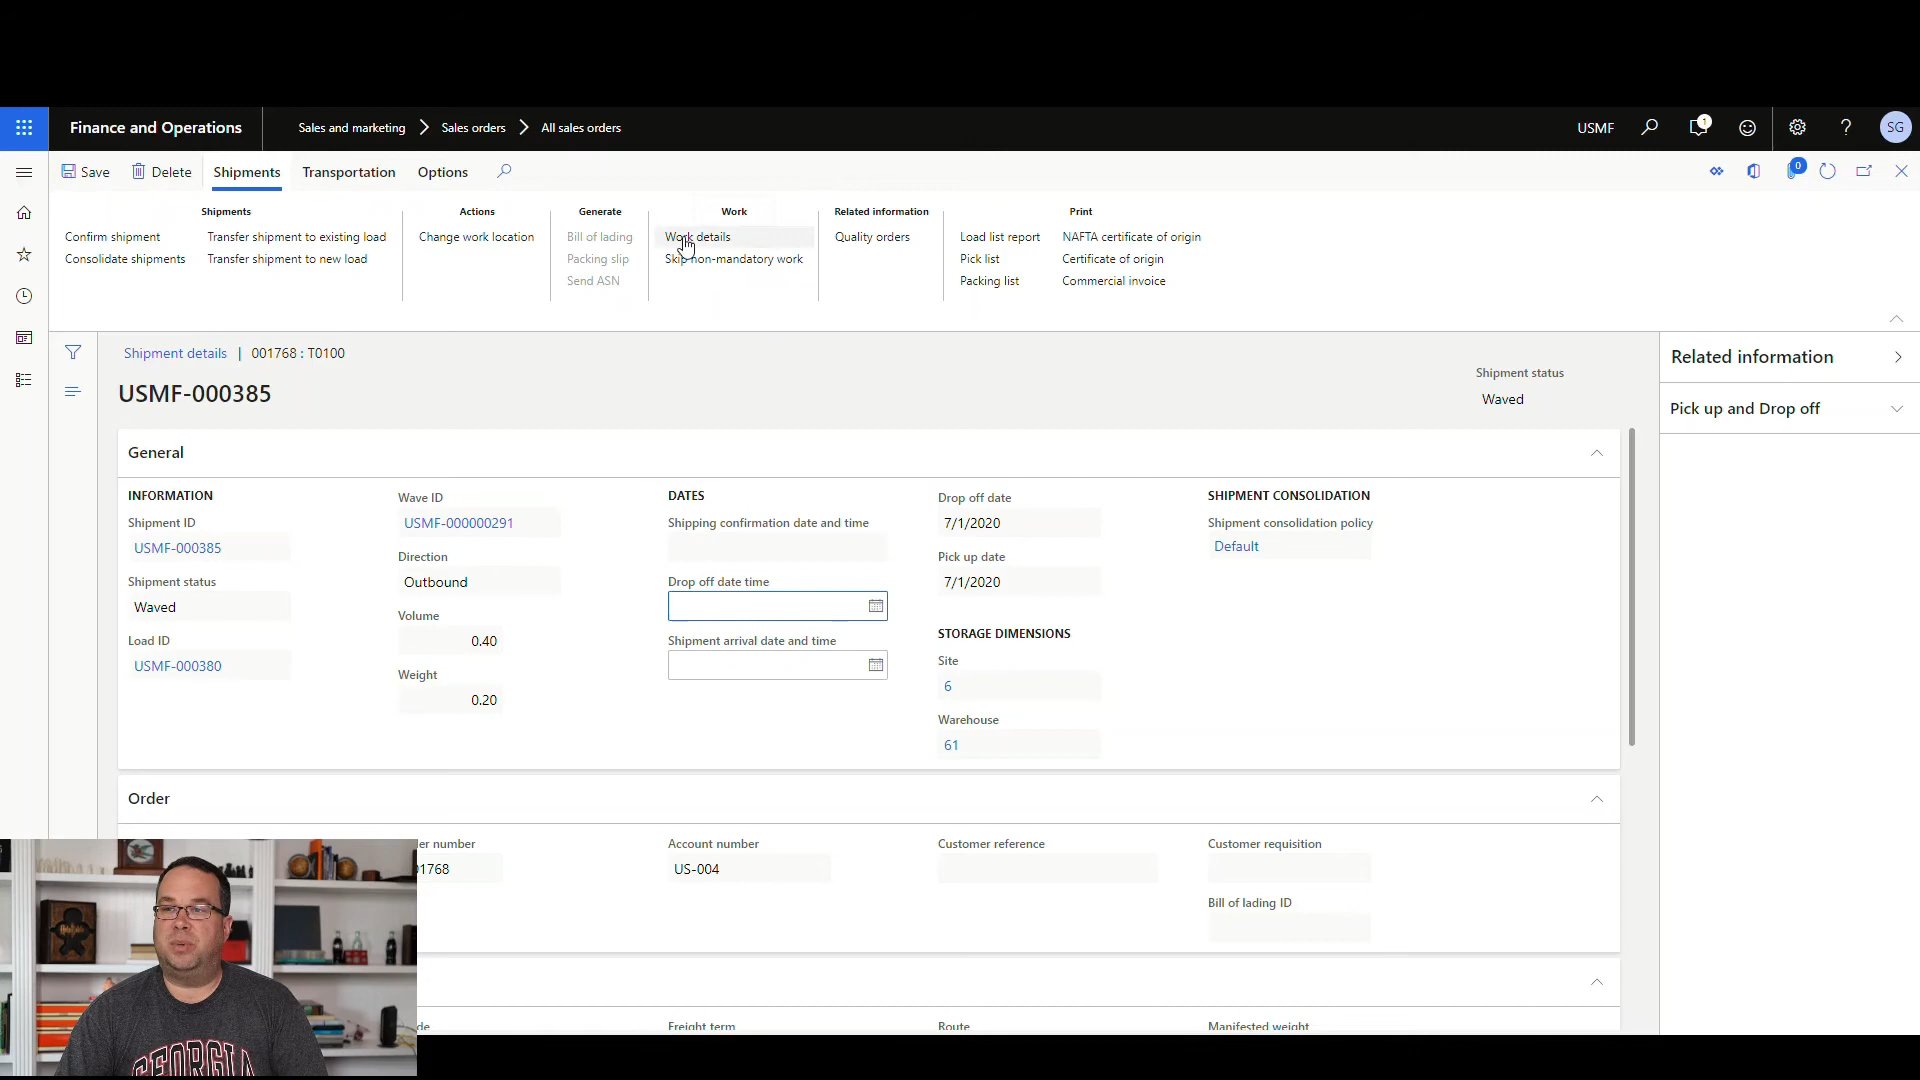 Finance and Operations
Sales and marketing
Sales orders
All sales orders
USMF
1
?
SG
Save
Delete
Shipments
Transportation
Options
0
Shipments
Confirm shipment
Transfer shipment to existing load
Consolidate shipments
Transfer shipment to new load
Actions
Change work location
Generate
Bill of lading
Packing slip
Send ASN
Work
Work details
Skip non-mandatory work
Related information
Quality orders
Print
Load list report
NAFTA certificate of origin
Pick list
Certificate of origin
Packing list
Commercial invoice
Shipment details | 001768 : T0100
USMF-000385
Shipment status
Waved
Related information
Pick up and Drop off
General
INFORMATION
Shipment ID
USMF-000385
Shipment status
Waved
Load ID
USMF-000380
Wave ID
USMF-000000291
Direction
Outbound
Volume
0.40
Weight
0.20
DATES
Shipping confirmation date and time
Drop off date time
Shipment arrival date and time
Drop off date
7/1/2020
Pick up date
7/1/2020
STORAGE DIMENSIONS
Site
6
Warehouse
61
SHIPMENT CONSOLIDATION
Shipment consolidation policy
Default
Order
er number
01768
Account number
US-004
Customer reference
Customer requisition
Bill of lading ID
de
Freight term
Route
Manifested weight
GEORGIA